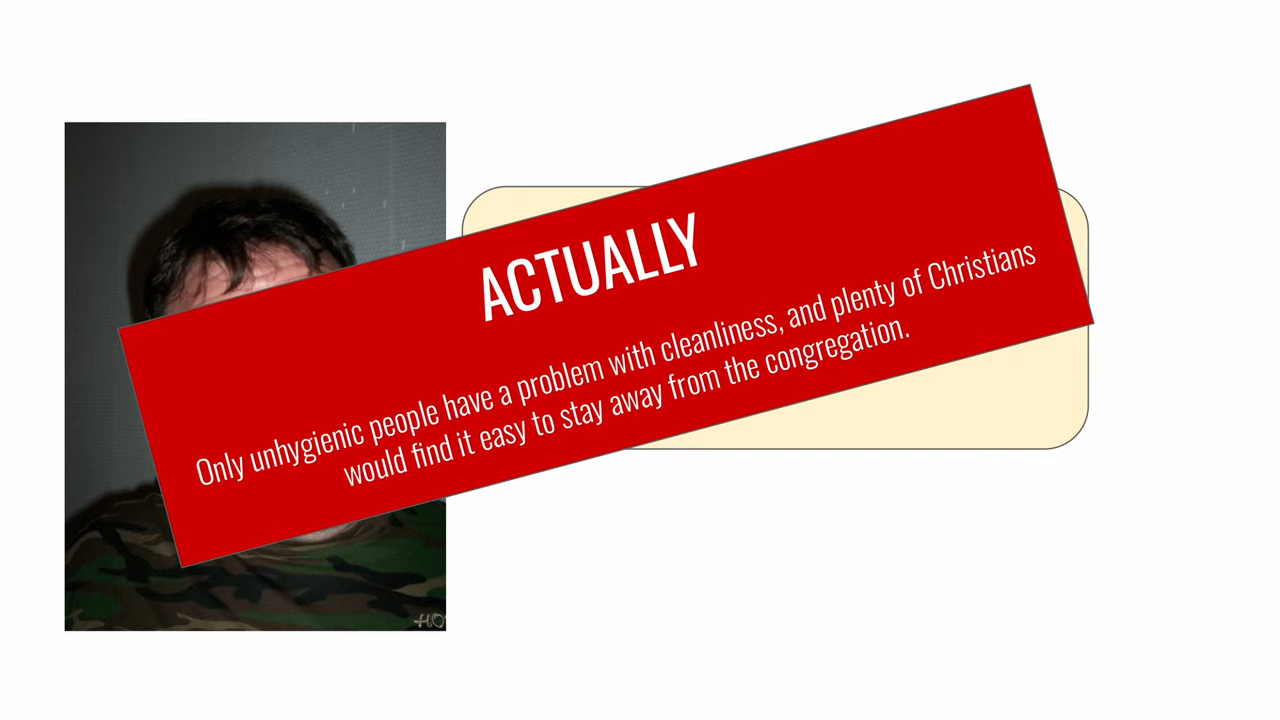 ACTUALLY
Only unhygienic people have a problem with cleanliness, and plenty of Christians
would find it easy to stay away from the congregation.